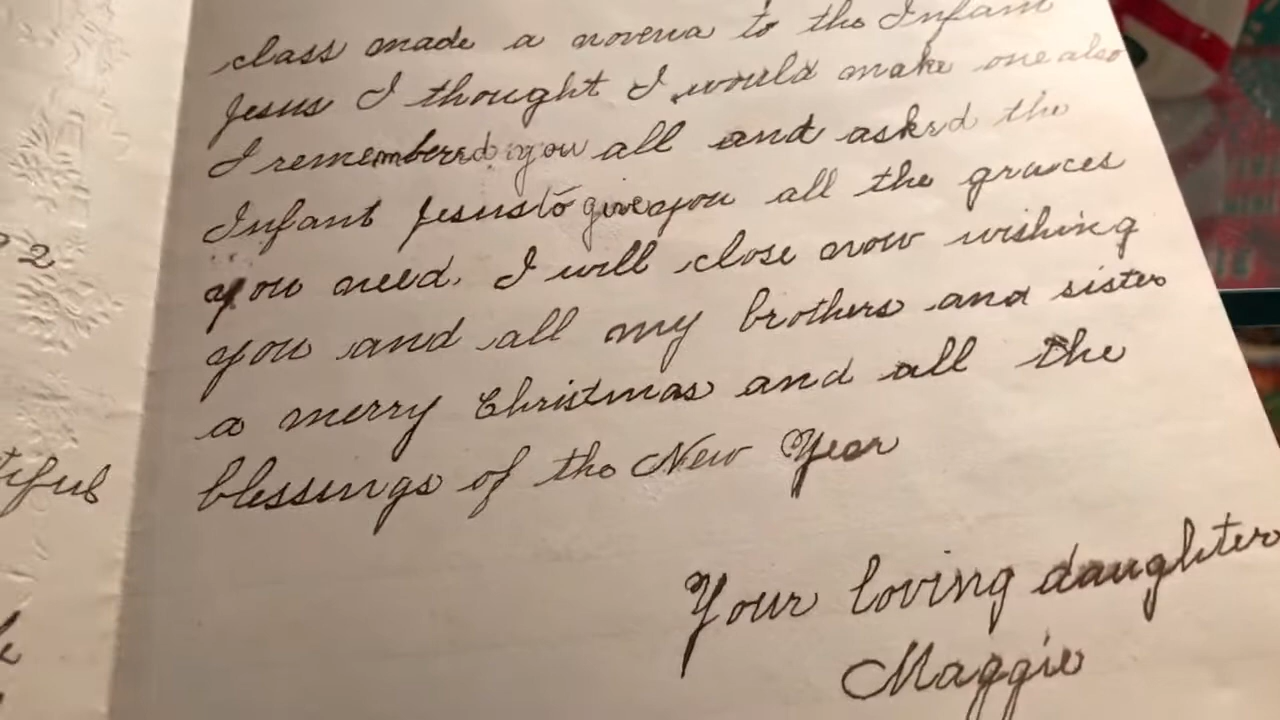 class made a novena to the Infant
Jesus I thought I would make one also
I remembered you all and asked the
Infant Jesus to give you all the graces
you need. I will close now wishing
you and all my brothers and sister
a merry Christmas and all the
blessings of the New Year
Your loving daughter
Maggie